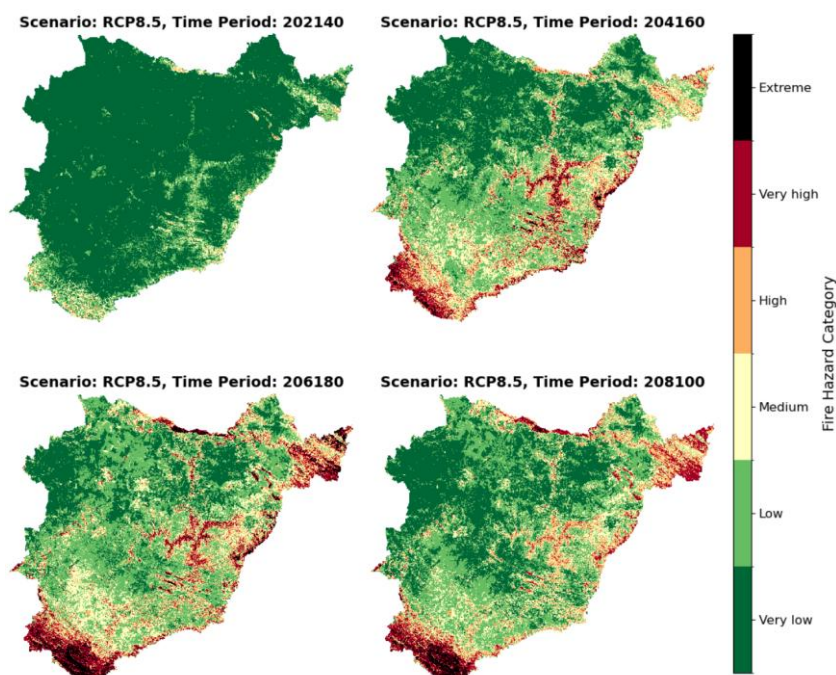 Scenario: RCP8.5, Time Period: 202140
Scenario: RCP8.5, Time Period: 204160
Scenario: RCP8.5, Time Period: 206180
Scenario: RCP8.5, Time Period: 208100
Extreme
Very high
High
Medium
Low
Very low
Fire Hazard Category